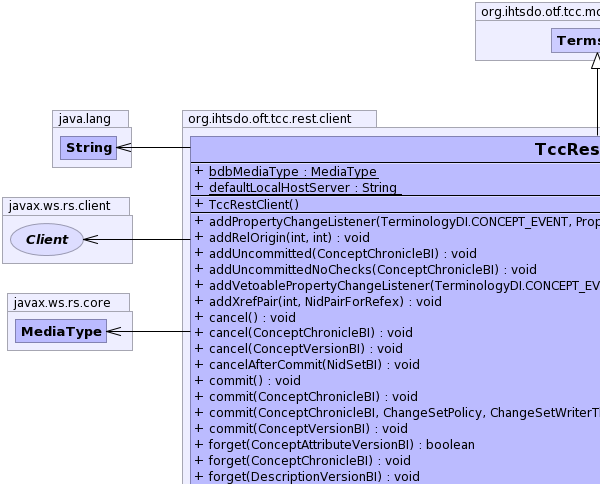 org.ihtsdo.otf.tcc.mo
Terms
java.lang
String
org.ihtsdo.oft.tcc.rest.client
TccRes
+ bdbMediaType : MediaType
+ defaultLocalHostServer : String
+ TccRestClient()
+ addPropertyChangeListener(TerminologyDI.CONCEPT_EVENT, Prop
+ addRelOrigin(int, int) : void
+ addUncommitted(ConceptChronicleBI) : void
+ addUncommittedNoChecks(ConceptChronicleBI) : void
+ addVetoablePropertyChangeListener(TerminologyDI.CONCEPT_EV
+ addXrefPair(int, NidPairForRefex) : void
+ cancel() : void
+ cancel(ConceptChronicleBI) : void
+ cancel(ConceptVersionBI) : void
+ cancelAfterCommit(NidSetBI) : void
+ commit() : void
+ commit(ConceptChronicleBI) : void
+ commit(ConceptChronicleBI, ChangeSetPolicy, ChangeSetWriterT
+ commit(ConceptVersionBI) : void
+ forget(ConceptAttributeVersionBI) : boolean
+ forget(ConceptChronicleBI) : void
+ forget(DescriptionVersionBI) : void
javax.ws.rs.client
Client
javax.ws.rs.core
MediaType